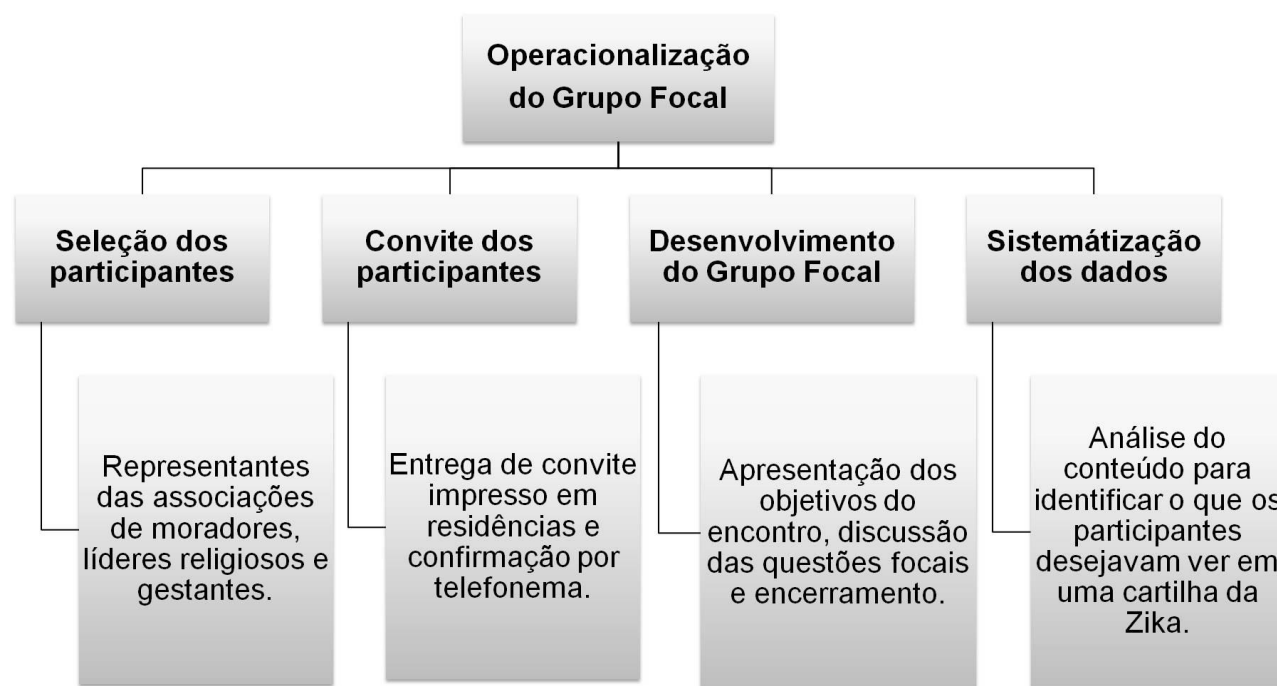 Operacionalização
do Grupo Focal
Seleção dos
participantes
Convite dos
participantes
Desenvolvimento
do Grupo Focal
Sistemátização
dos dados
Representantes
das associações
de moradores,
líderes religiosos e
gestantes.
Entrega de convite
impresso em
residências e
confirmação por
telefonema.
Apresentação dos
objetivos do
encontro, discussão
das questões focais
e encerramento.
Análise do
conteúdo para
identificar o que os
participantes
desejavam ver em
uma cartilha da
Zika.